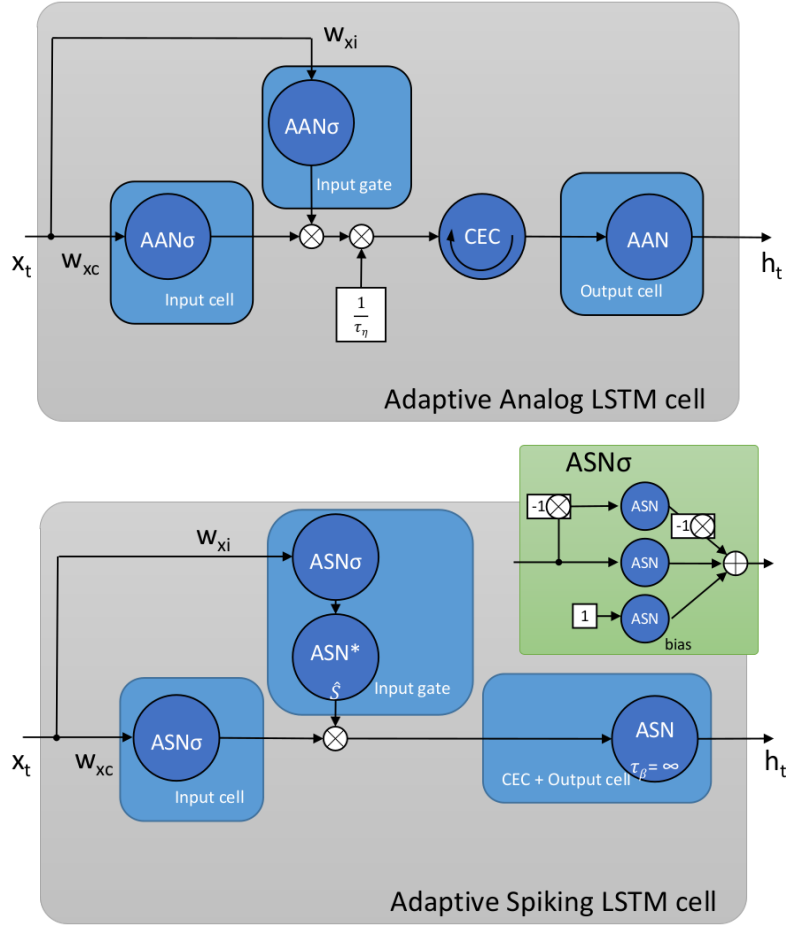 w_xi
AANσ
Input gate
x_t
w_xc
AANσ
Input cell
1
τ_η
CEC
AAN
Output cell
h_t
Adaptive Analog LSTM cell
ASNσ
-1
ASN
-1
ASN
1
ASN
bias
w_xi
ASNσ
ASN*
Ŝ
Input gate
x_t
w_xc
ASNσ
Input cell
ASN
τ_β = ∞
CEC + Output cell
h_t
Adaptive Spiking LSTM cell